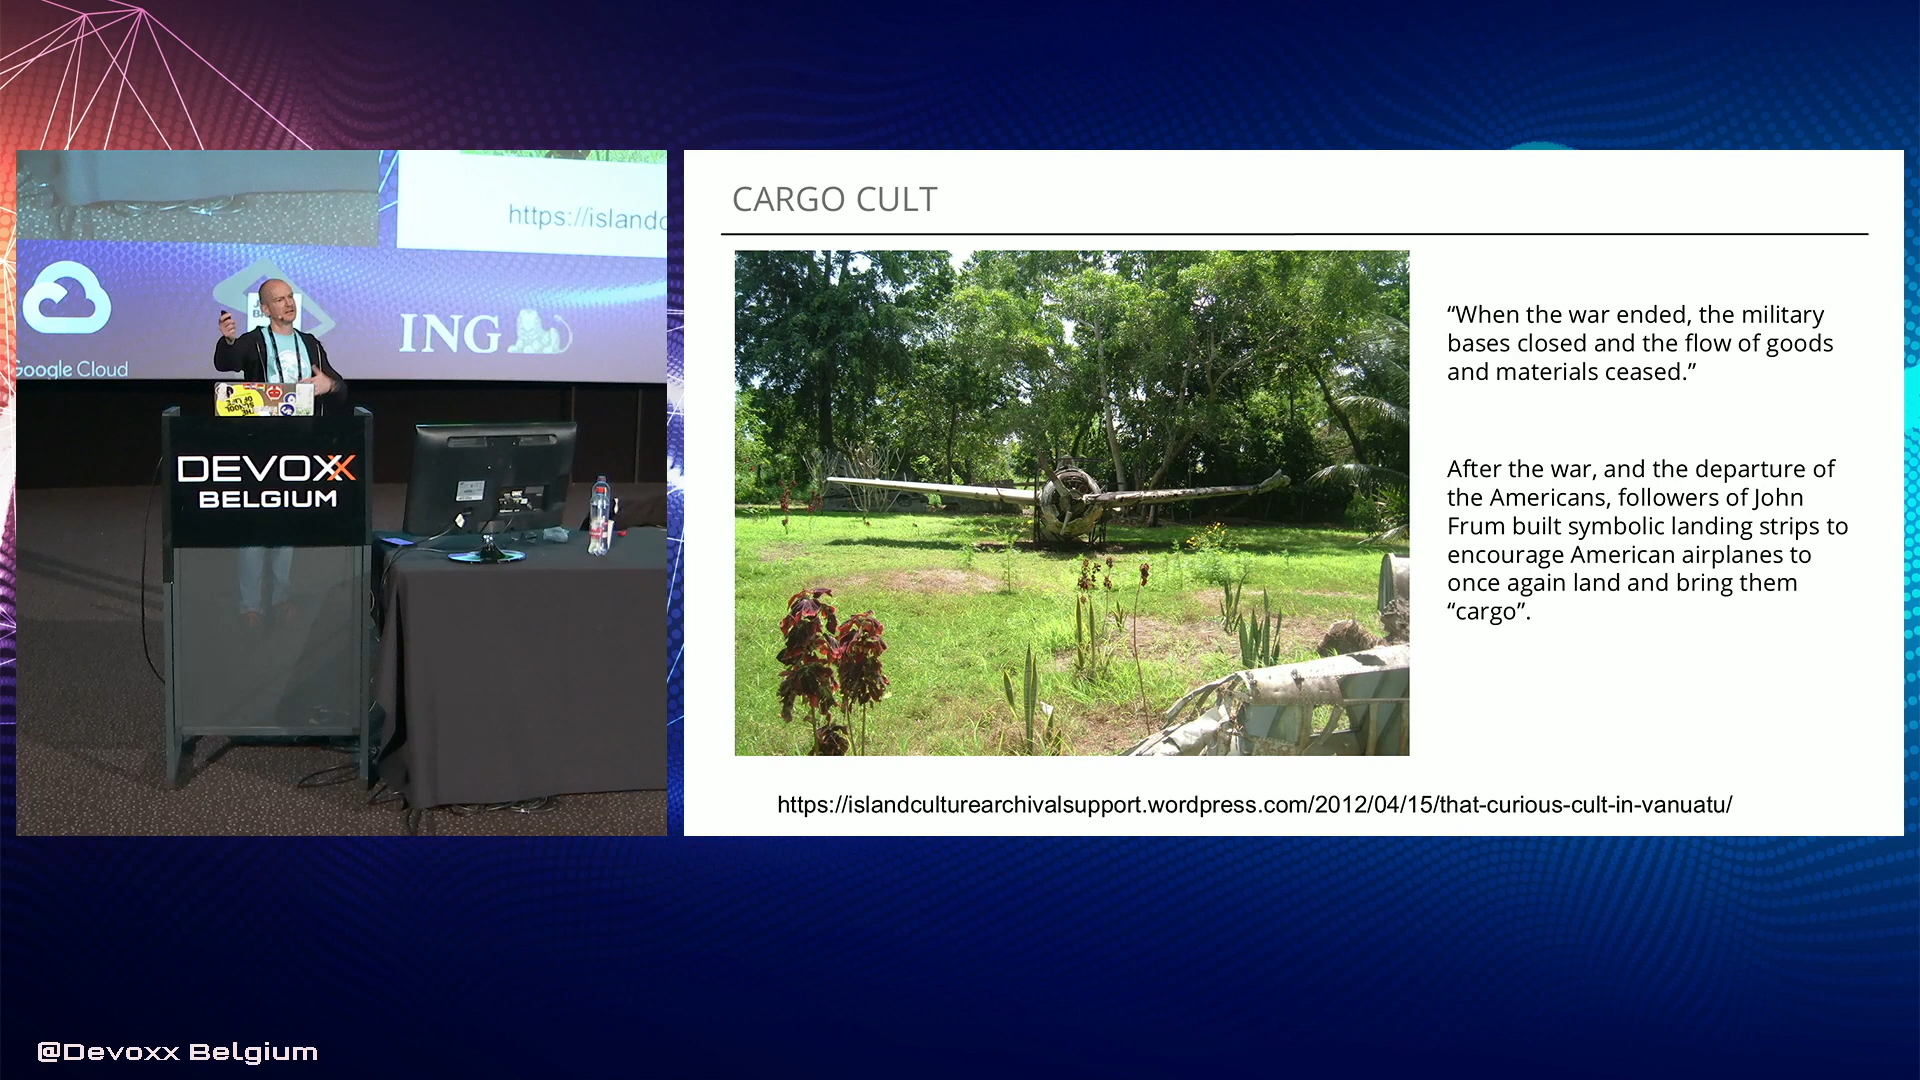 https://islandc
Google Cloud
ING
DEVOXX
BELGIUM
CARGO CULT
“When the war ended, the military
bases closed and the flow of goods
and materials ceased.”
After the war, and the departure of
the Americans, followers of John
Frum built symbolic landing strips to
encourage American airplanes to
once again land and bring them
“cargo”.
https://islandculturearchivalsupport.wordpress.com/2012/04/15/that-curious-cult-in-vanuatu/
@Devoxx Belgium